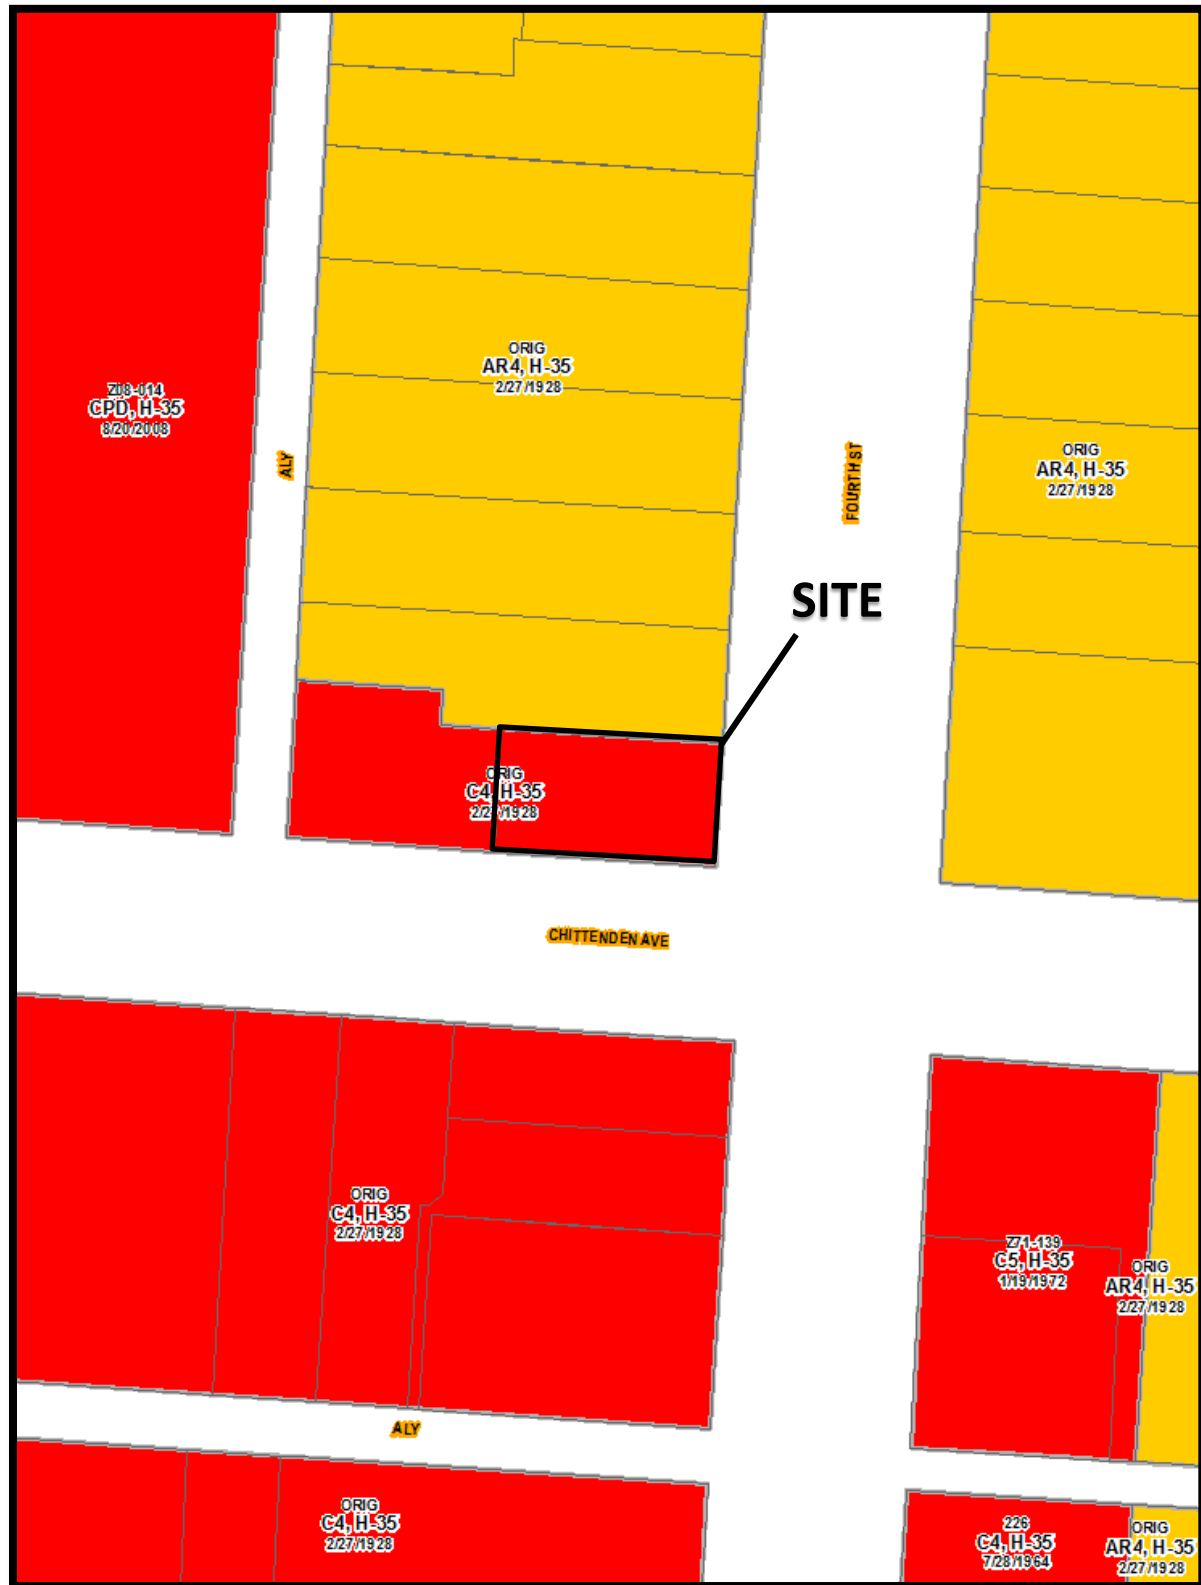 ORIG
AR4, H-35
2/27/1928
Z08-014
CPD, H-35
8/20/2008
ALY
FOURTH ST
ORIG
AR4, H-35
2/27/1928
SITE
ORIG
C4, H-35
2/27/1928
CHITTENDEN AVE
ORIG
C4, H-35
2/27/1928
Z71-139
C5, H-35
1/19/1972
ORIG
AR4, H-35
2/27/1928
ALY
ORIG
C4, H-35
2/27/1928
226
C4, H-35
7/28/1964
ORIG
AR4, H-35
2/27/1928